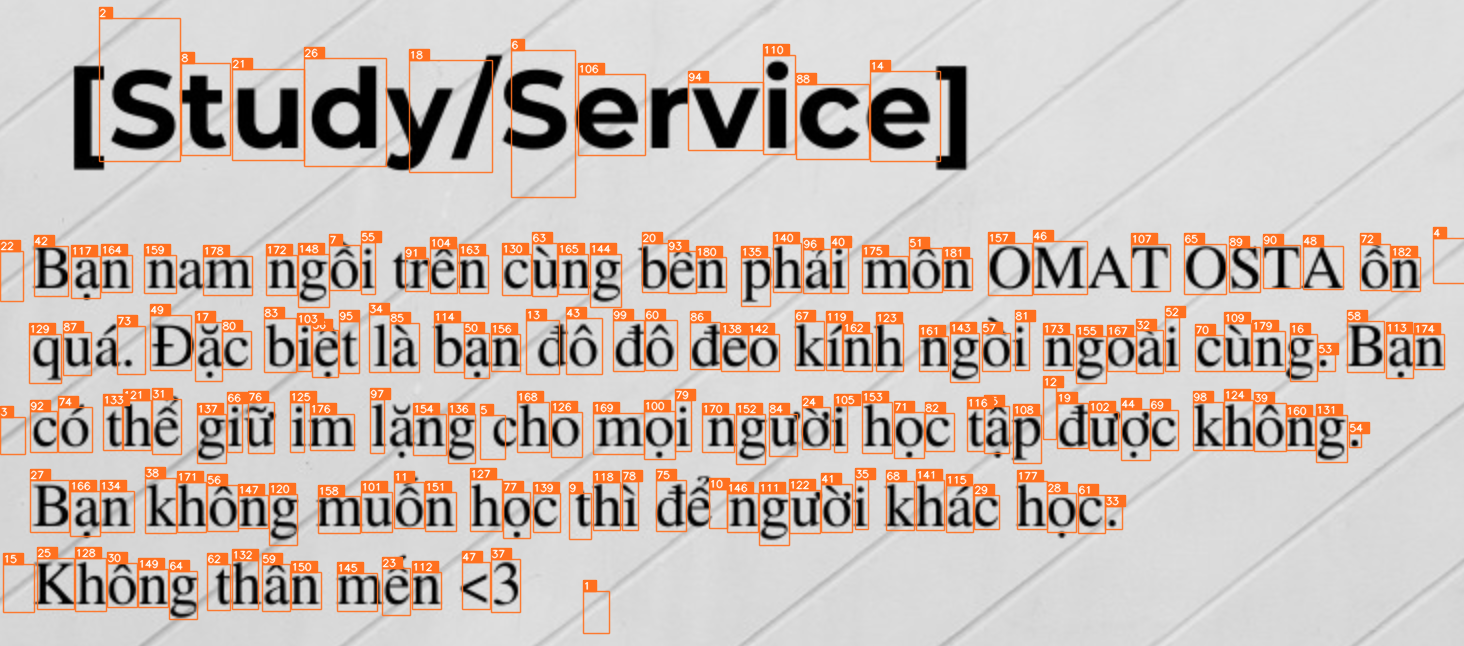 [Study/Service]
Bạn nam ngồi trên cùng bên phải môn OMAT OSTA ồn
quá. Đặc biệt là bạn đô đô đeo kính ngồi ngoài cùng. Bạn
có thể giữ im lặng cho mọi người học tập được không.
Bạn không muốn học thì để người khác học.
Không thân mến <3